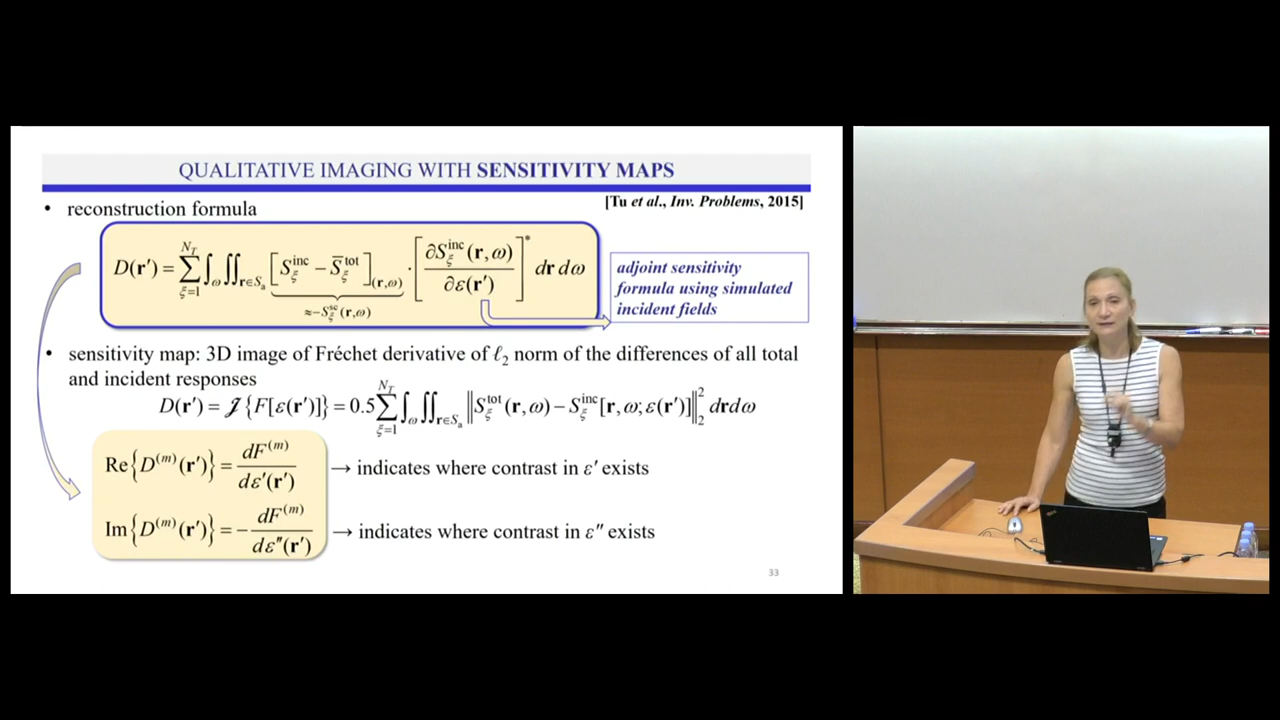 QUALITATIVE IMAGING WITH SENSITIVITY MAPS
[Tu et al., Inv. Problems, 2015]
• reconstruction formula
D(r′) = ∑_{ξ=1}^{N_T} ∫_ω ∬_{r∈S_a} [S_ξ^{inc} − S̄_ξ^{tot}]_{(r,ω)} · [∂S_ξ^{inc}(r,ω) / ∂ε(r′)]^* dr dω
≈−S_ξ^{sc}(r,ω)
adjoint sensitivity
formula using simulated
incident fields
• sensitivity map: 3D image of Fréchet derivative of ℓ₂ norm of the differences of all total
and incident responses
D(r′) = 𝒥{F[ε(r′)]} = 0.5 ∑_{ξ=1}^{N_T} ∫_ω ∬_{r∈S_a} ‖S_ξ^{tot}(r,ω) − S_ξ^{inc}[r,ω;ε(r′)]‖_2^2 drdω
Re{D^{(m)}(r′)} = dF^{(m)} / dε′(r′) → indicates where contrast in ε′ exists
Im{D^{(m)}(r′)} = − dF^{(m)} / dε″(r′) → indicates where contrast in ε″ exists
33